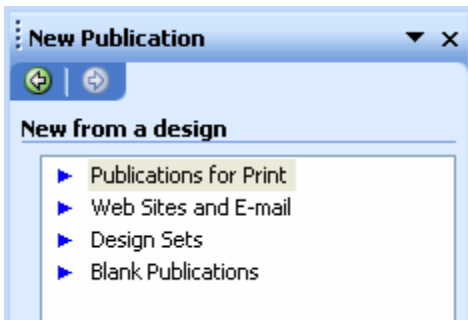 New Publication
New from a design
Publications for Print
Web Sites and E-mail
Design Sets
Blank Publications